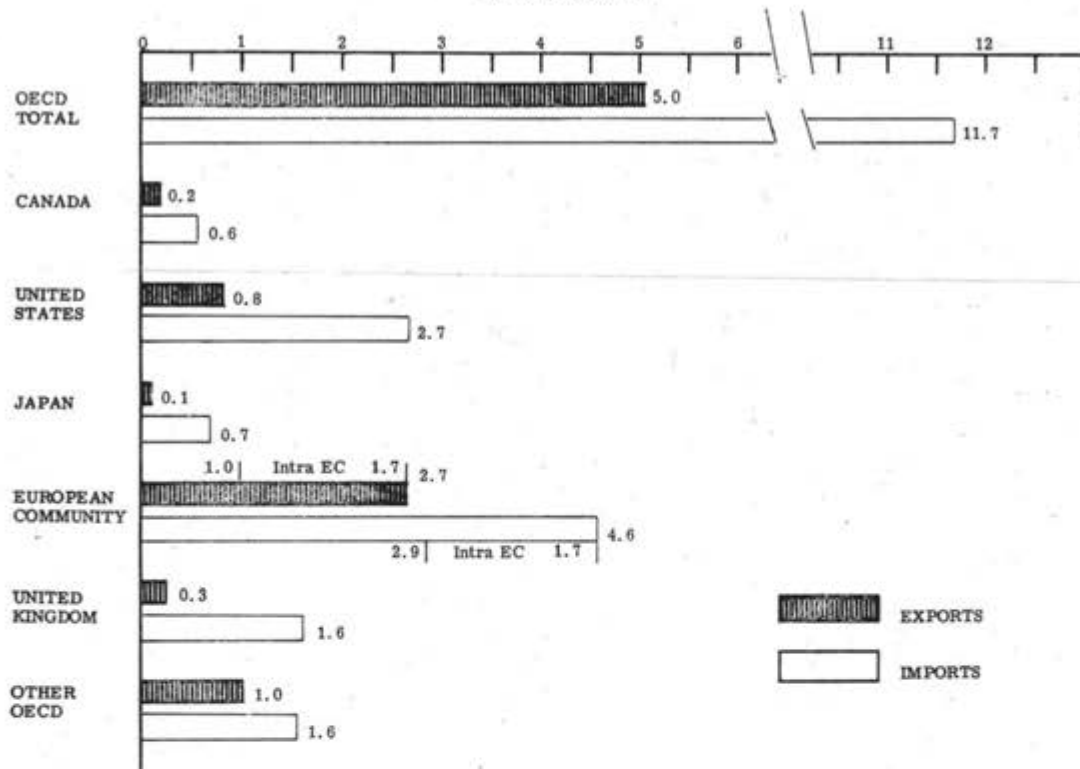 0 1 2 3 4 5 6 11 12
OECD
TOTAL
5.0
11.7
CANADA
0.2
0.6
UNITED
STATES
0.8
2.7
JAPAN
0.1
0.7
1.0 Intra EC 1.7 2.7
EUROPEAN
COMMUNITY
4.6
2.9 Intra EC 1.7
UNITED
KINGDOM
0.3
1.6
EXPORTS
IMPORTS
OTHER
OECD
1.0
1.6